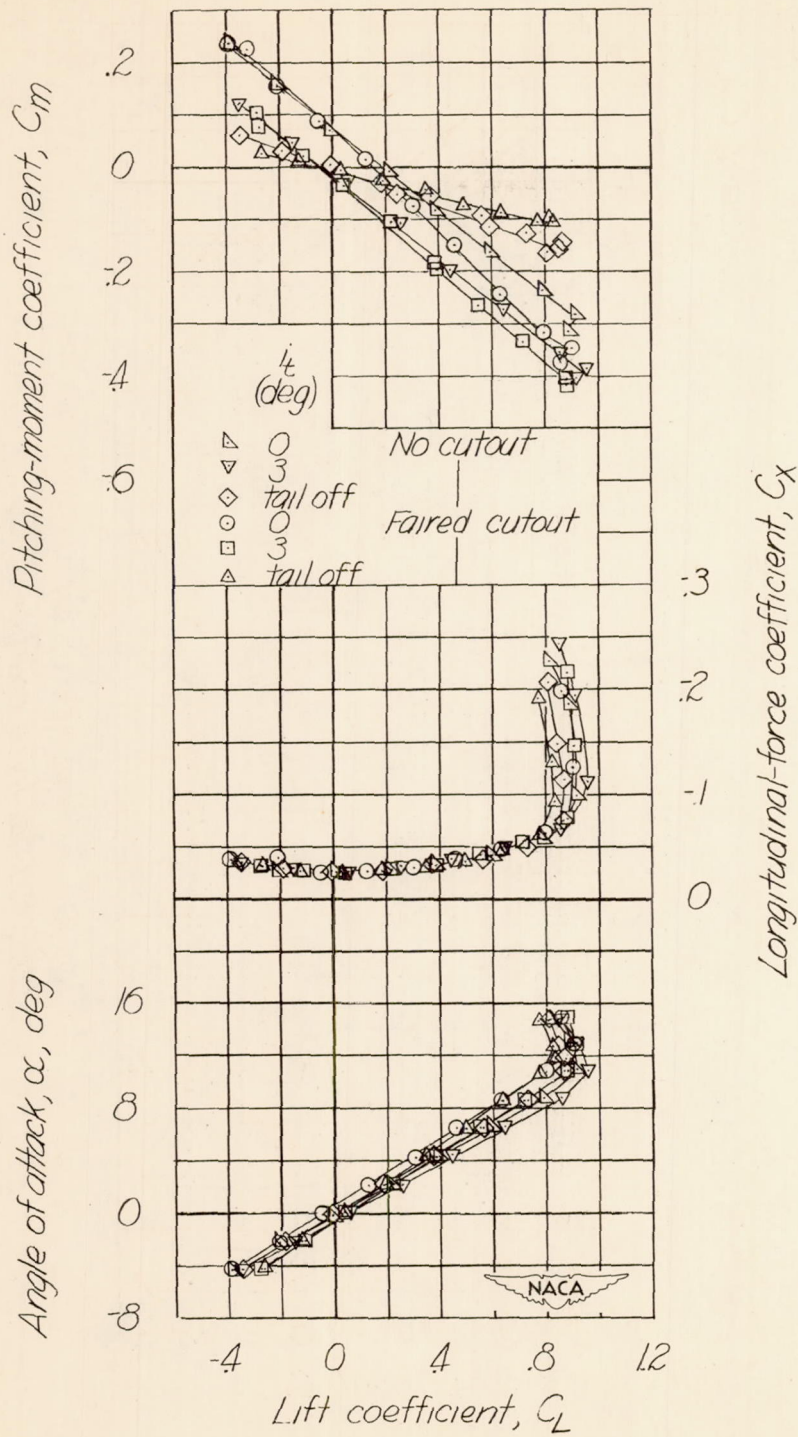 Pitching-moment coefficient, Cm
.2
0
-.2
-.4
-.6
it
(deg)
0 No cutout
3
tail off
0 Faired cutout
3
tail off
-.3
-.2
-.1
0
Longitudinal-force coefficient, CX
Angle of attack, α, deg
16
8
0
-8
NACA
-.4 0 .4 .8 1.2
Lift coefficient, CL